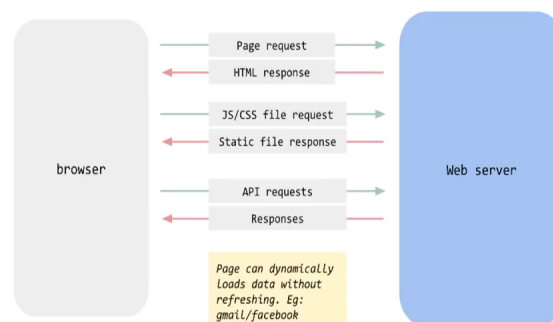 Page request
HTML response
JS/CSS file request
Static file response
browser
Web server
API requests
Responses
Page can dynamically
loads data without
refreshing. Eg:
gmail/facebook